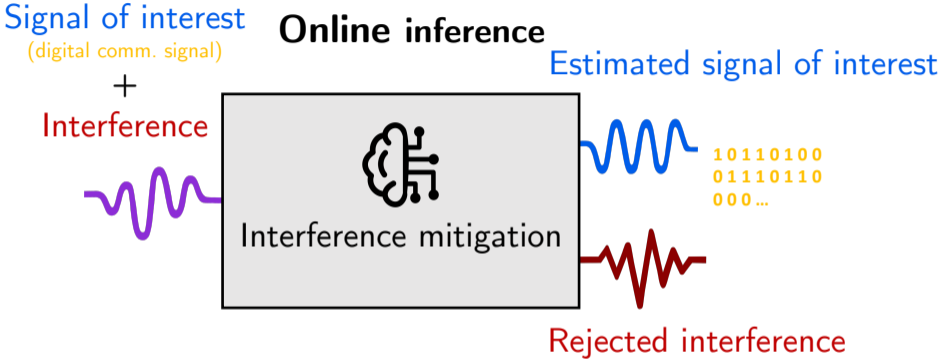 Signal of interest
(digital comm. signal)
+
Interference
Online inference
Interference mitigation
Estimated signal of interest
10110100
01110110
000...
Rejected interference